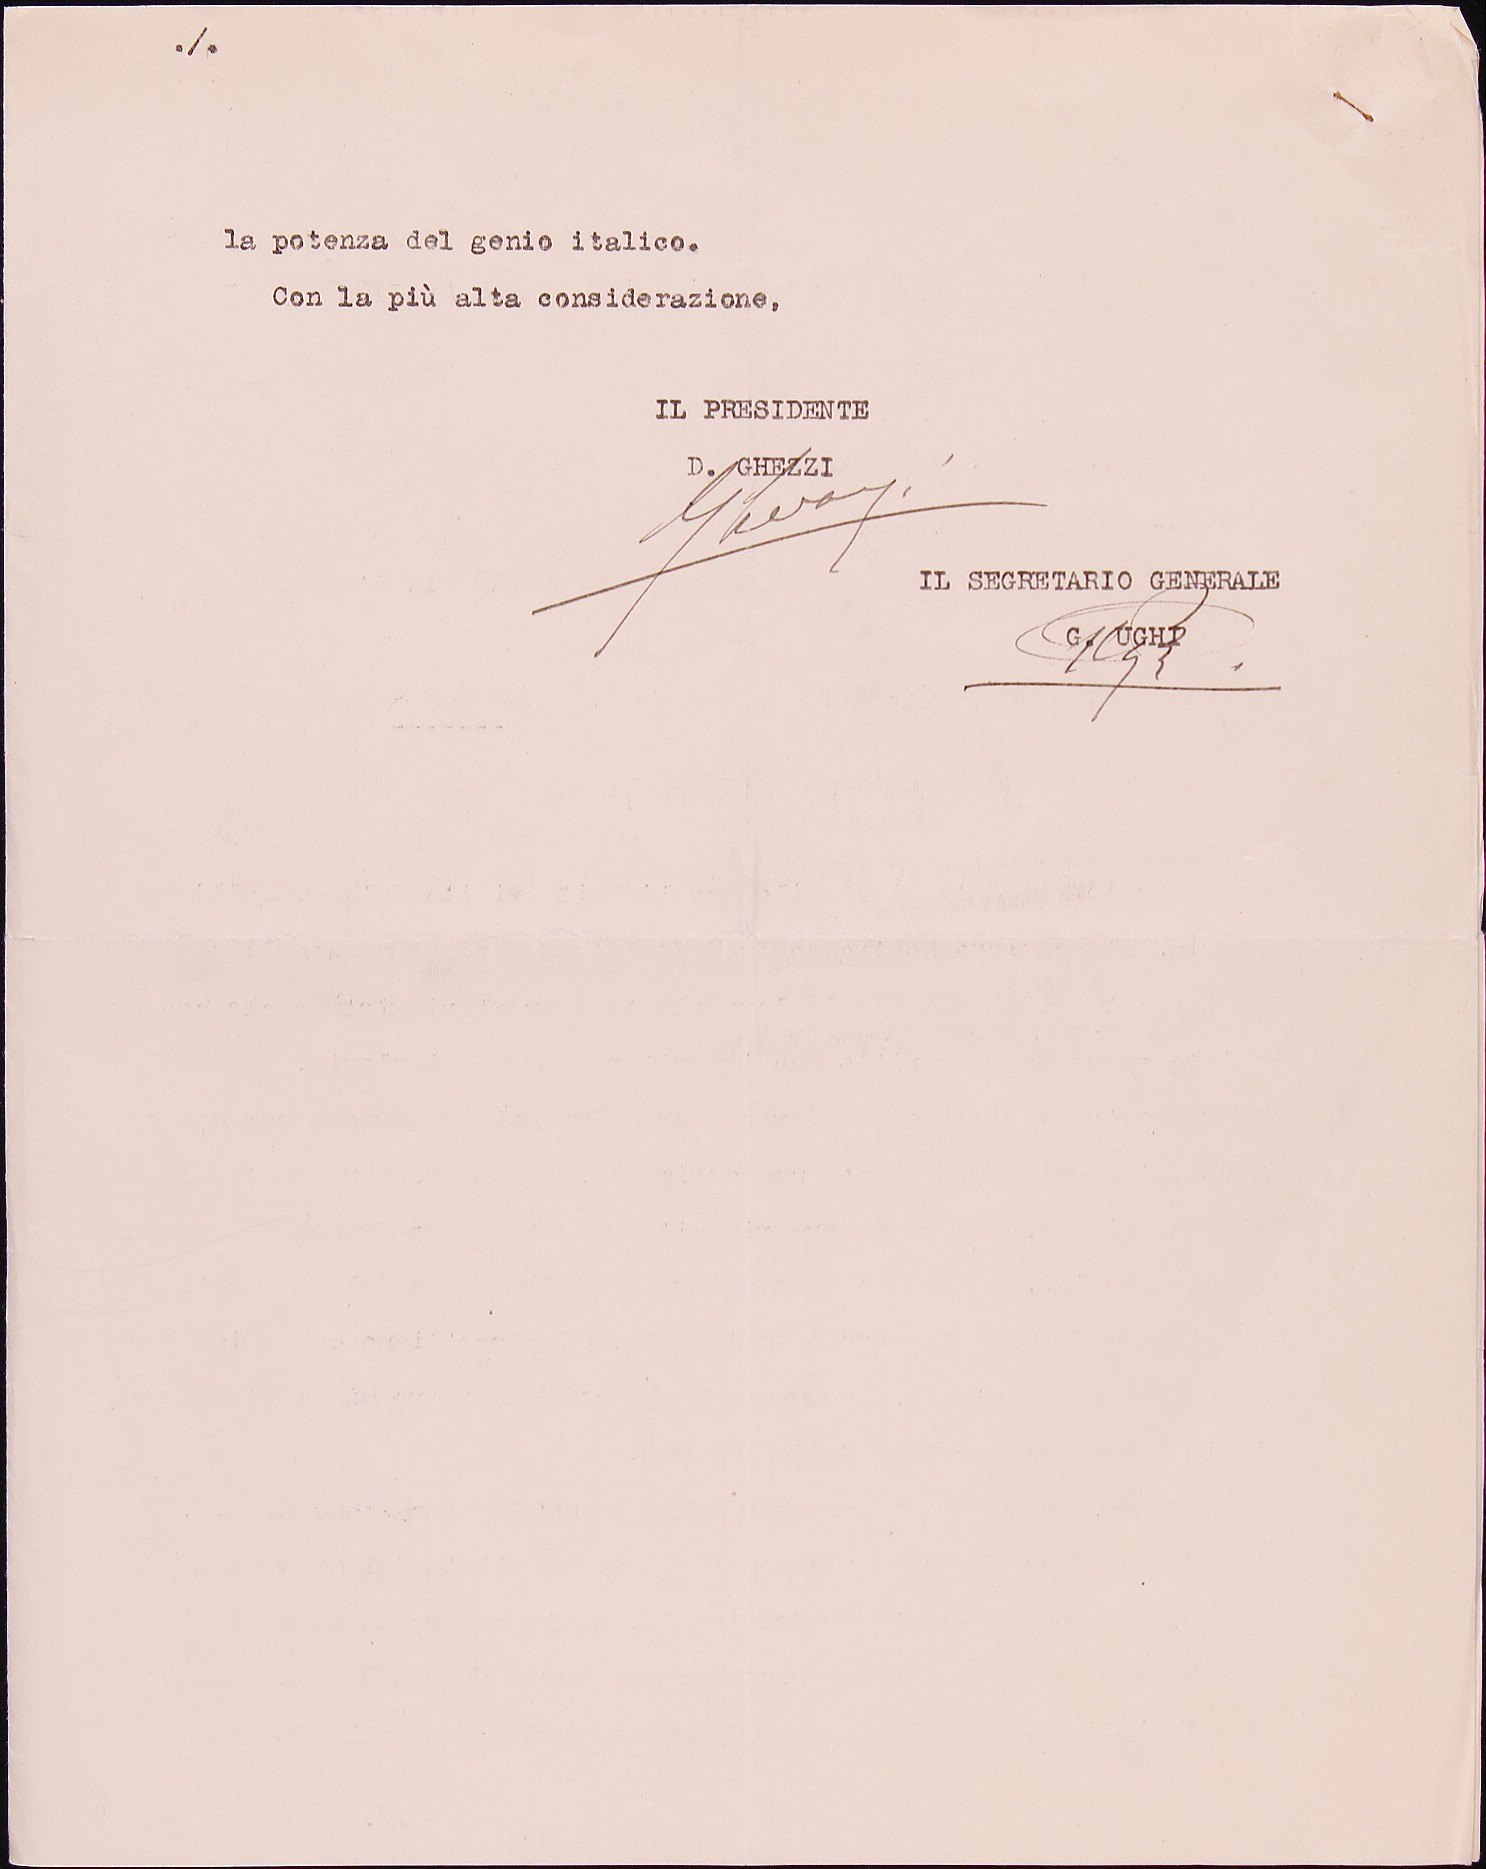 ./.
la potenza del genio italico.
Con la più alta considerazione,
IL PRESIDENTE
D. GHEZZI
IL SEGRETARIO GENERALE
G. UGHI